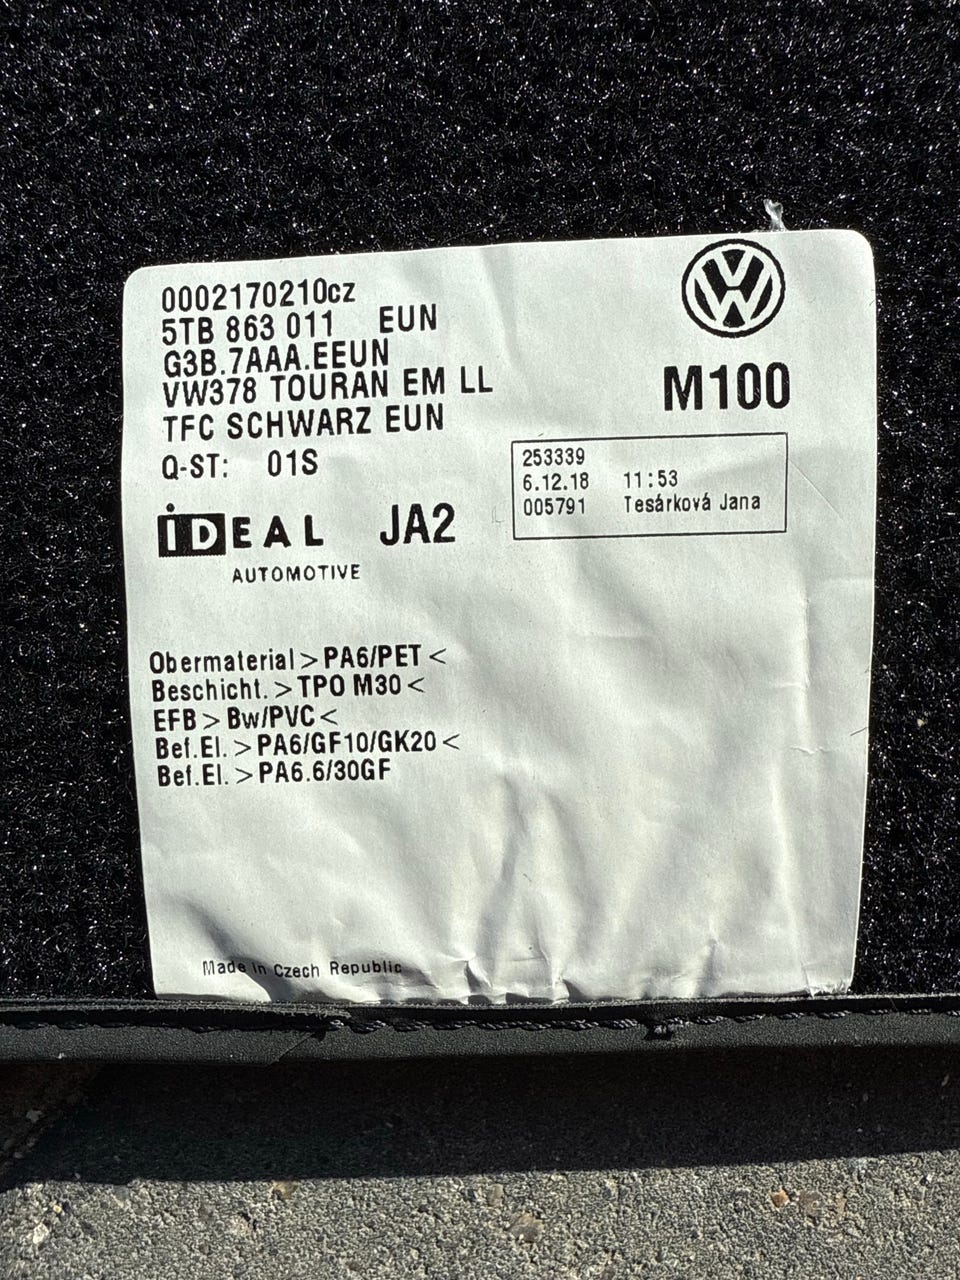 0002170210cz
5TB 863 011 EUN
G3B.7AAA.EEUN
VW378 TOURAN EM LL
TFC SCHWARZ EUN
Q-ST: 01S
M100
253339
6.12.18 11:53
005791 Tesárková Jana
iDEAL JA2
AUTOMOTIVE
Obermaterial >PA6/PET<
Beschicht. >TPO M30<
EFB >Bw/PVC<
Bef.El. >PA6/GF10/GK20<
Bef.El. >PA6.6/30GF
Made in Czech Republic